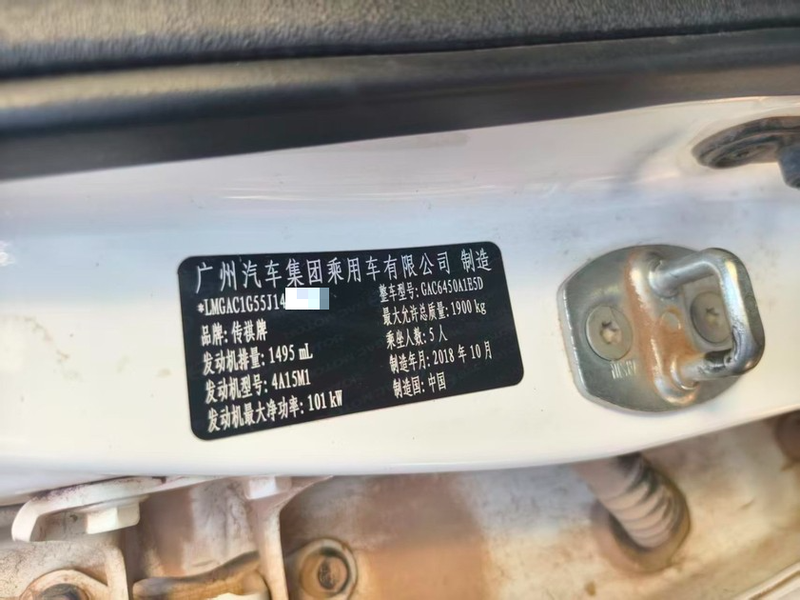 广州汽车集团乘用车有限公司 制造
*LMGAC1G55J14
整车型号: GAC6450A1E5D
品牌: 传祺牌
最大允许总质量: 1900 kg
发动机排量: 1495 mL
乘坐人数: 5 人
发动机型号: 4A15M1
制造年月: 2018 年 10 月
发动机最大净功率: 101 kW
制造国: 中国